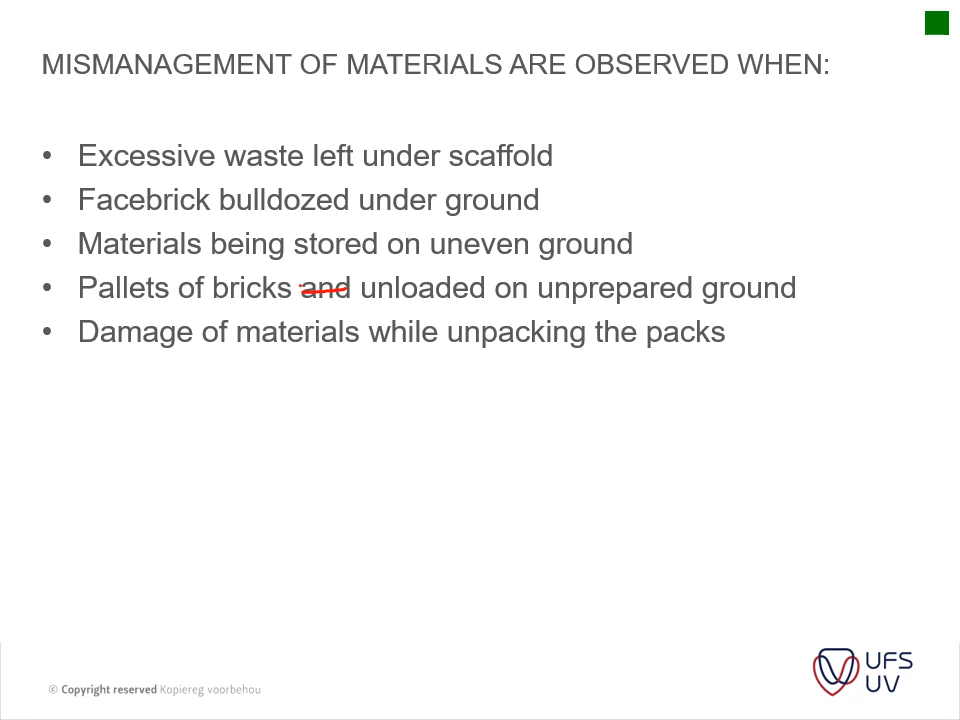 MISMANAGEMENT OF MATERIALS ARE OBSERVED WHEN:
• Excessive waste left under scaffold
• Facebrick bulldozed under ground
• Materials being stored on uneven ground
• Pallets of bricks and unloaded on unprepared ground
• Damage of materials while unpacking the packs
© Copyright reserved Kopiereg voorbehou
UFS
UV